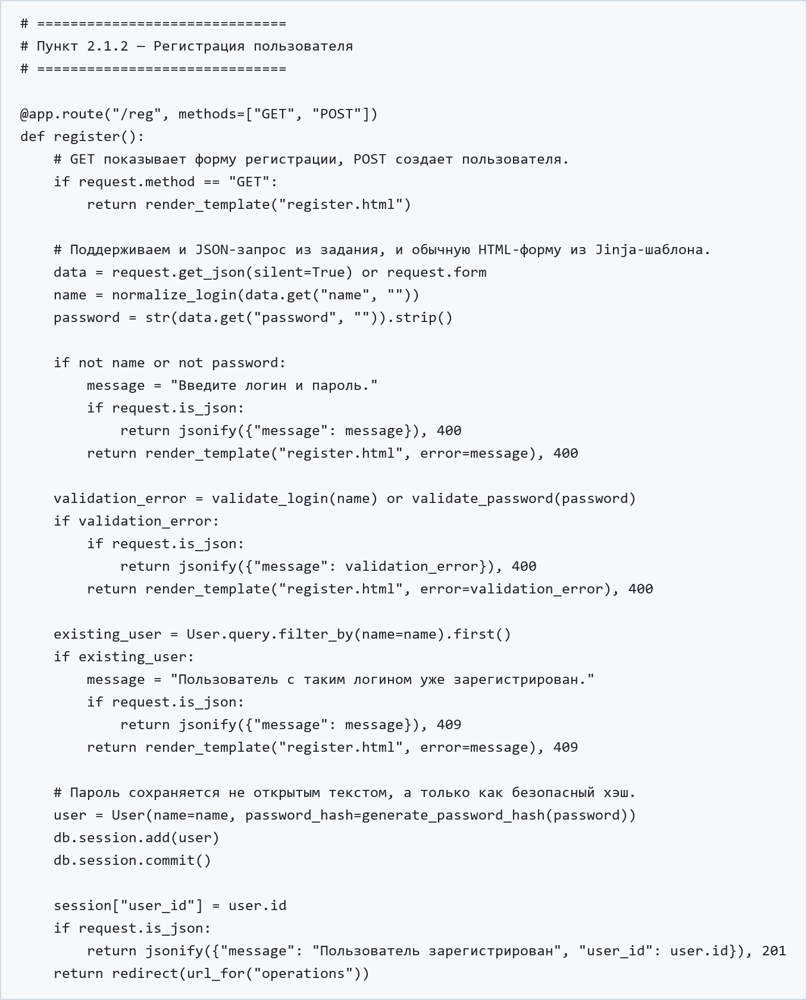 # ==============================
# Пункт 2.1.2 — Регистрация пользователя
# ==============================

@app.route("/reg", methods=["GET", "POST"])
def register():
    # GET показывает форму регистрации, POST создает пользователя.
    if request.method == "GET":
        return render_template("register.html")

    # Поддерживаем и JSON-запрос из задания, и обычную HTML-форму из Jinja-шаблона.
    data = request.get_json(silent=True) or request.form
    name = normalize_login(data.get("name", ""))
    password = str(data.get("password", "")).strip()

    if not name or not password:
        message = "Введите логин и пароль."
        if request.is_json:
            return jsonify({"message": message}), 400
        return render_template("register.html", error=message), 400

    validation_error = validate_login(name) or validate_password(password)
    if validation_error:
        if request.is_json:
            return jsonify({"message": validation_error}), 400
        return render_template("register.html", error=validation_error), 400

    existing_user = User.query.filter_by(name=name).first()
    if existing_user:
        message = "Пользователь с таким логином уже зарегистрирован."
        if request.is_json:
            return jsonify({"message": message}), 409
        return render_template("register.html", error=message), 409

    # Пароль сохраняется не открытым текстом, а только как безопасный хэш.
    user = User(name=name, password_hash=generate_password_hash(password))
    db.session.add(user)
    db.session.commit()

    session["user_id"] = user.id
    if request.is_json:
        return jsonify({"message": "Пользователь зарегистрирован", "user_id": user.id}), 201
    return redirect(url_for("operations"))